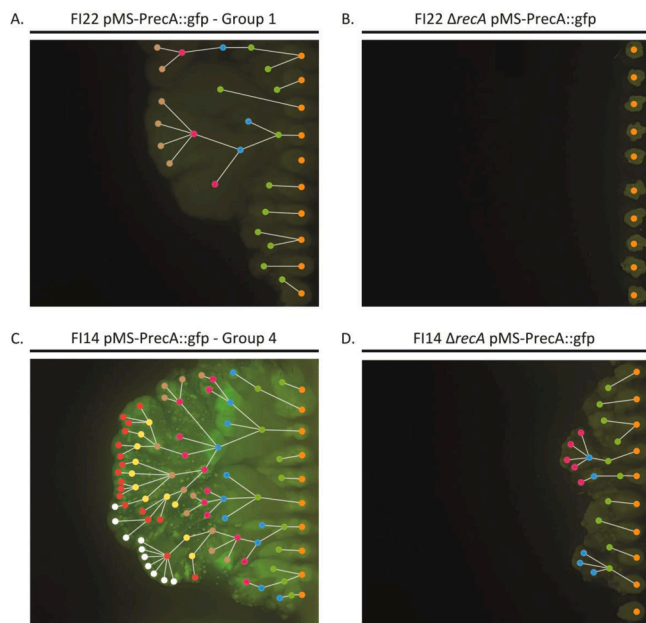 A. FI22 pMS-PrecA::gfp - Group 1
B. FI22 ΔrecA pMS-PrecA::gfp
C. FI14 pMS-PrecA::gfp - Group 4
D. FI14 ΔrecA pMS-PrecA::gfp